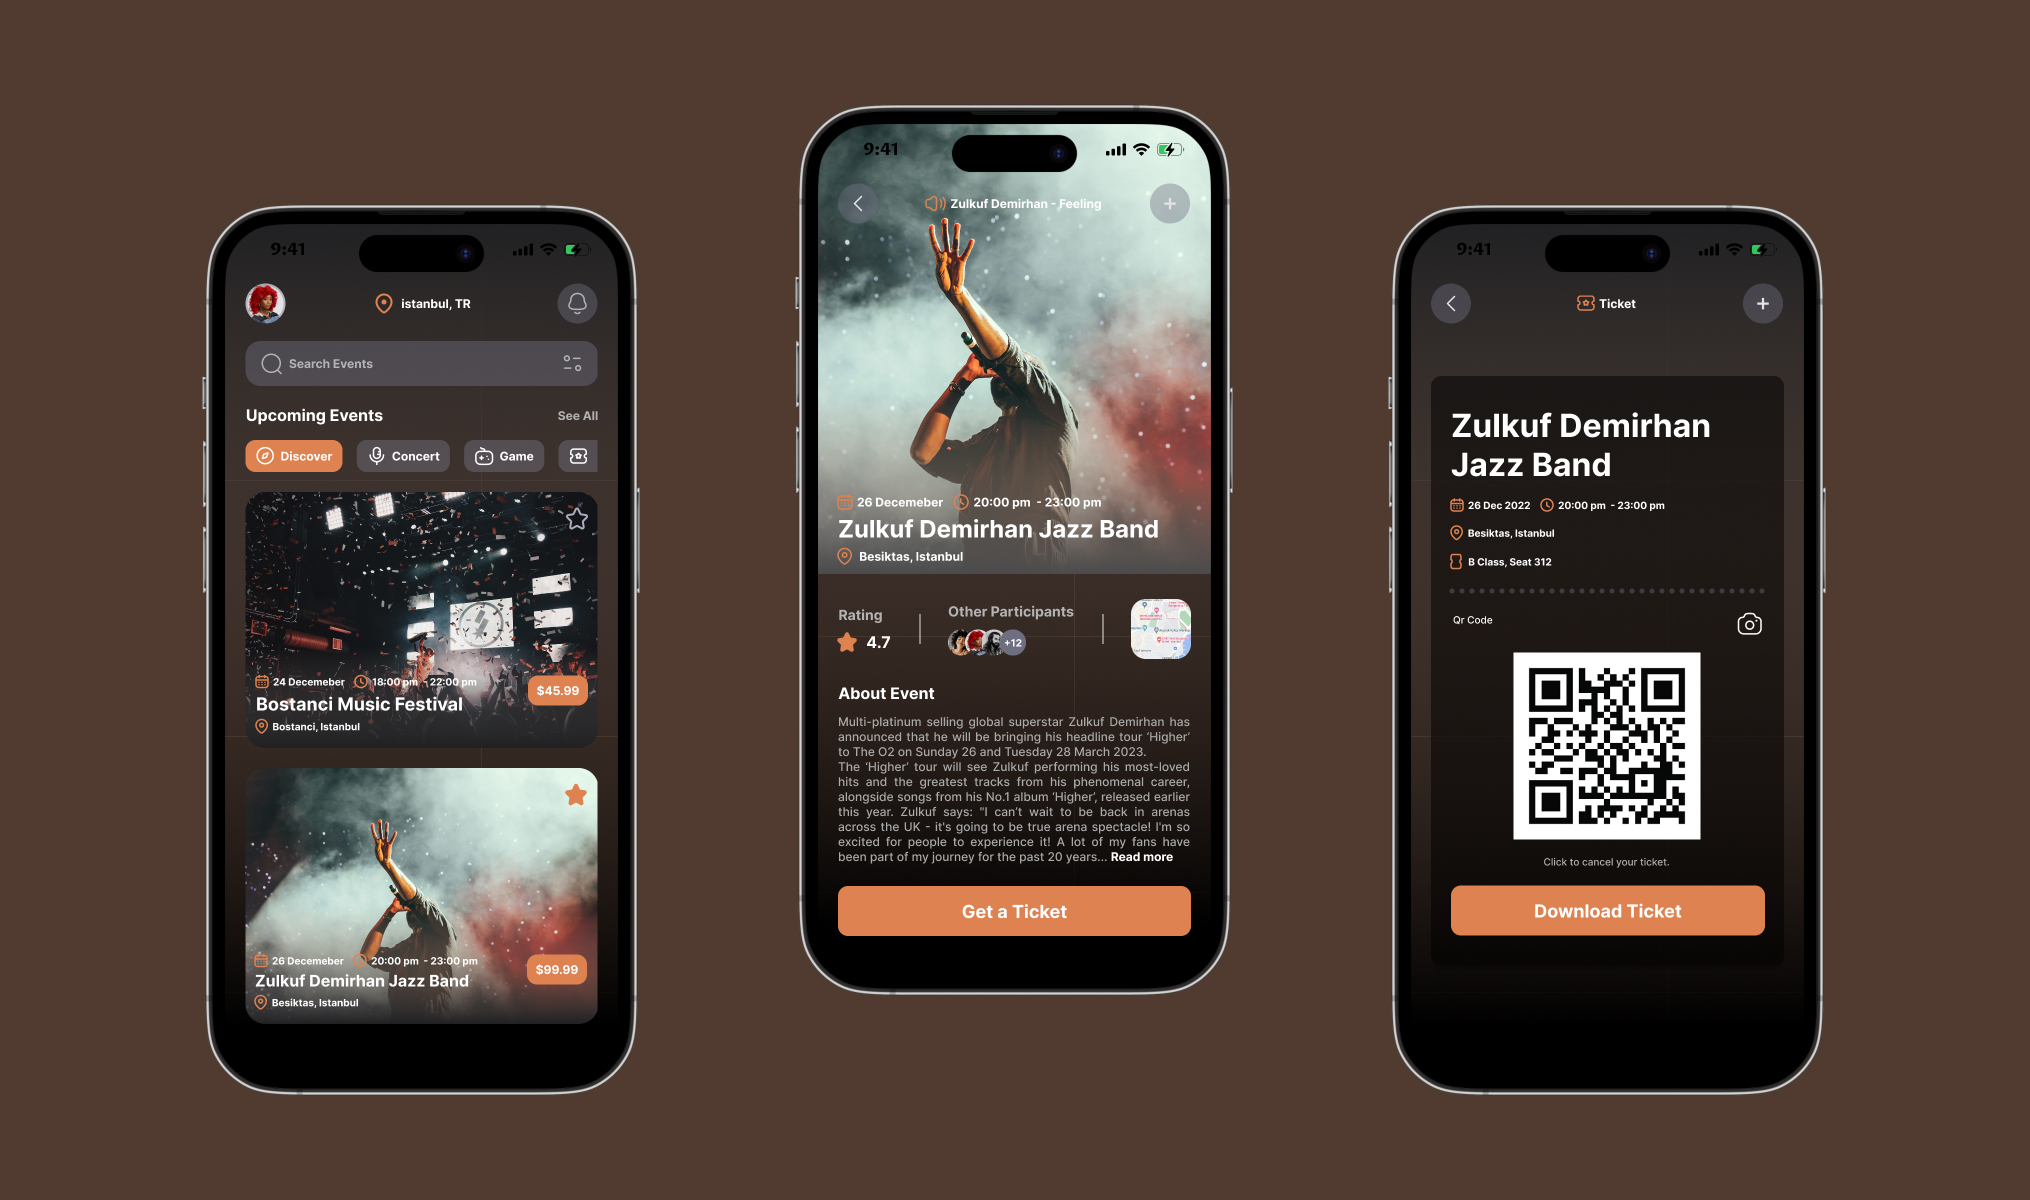 9:41
istanbul, TR
Search Events
Upcoming Events
See All
Discover
Concert
Game
24 Decemeber 18:00 pm - 22:00 pm
Bostanci Music Festival
$45.99
Bostanci, Istanbul
26 Decemeber 20:00 pm - 23:00 pm
Zulkuf Demirhan Jazz Band
$99.99
Besiktas, Istanbul
9:41
Zulkuf Demirhan - Feeling
26 Decemeber 20:00 pm - 23:00 pm
Zulkuf Demirhan Jazz Band
Besiktas, Istanbul
Rating
4.7
Other Participants
+12
About Event
Multi-platinum selling global superstar Zulkuf Demirhan has
announced that he will be bringing his headline tour ‘Higher’
to The O2 on Sunday 26 and Tuesday 28 March 2023.
The ‘Higher’ tour will see Zulkuf performing his most-loved
hits and the greatest tracks from his phenomenal career,
alongside songs from his No.1 album ‘Higher’, released earlier
this year. Zulkuf says: "I can’t wait to be back in arenas
across the UK - it's going to be true arena spectacle! I'm so
excited for people to experience it! A lot of my fans have
been part of my journey for the past 20 years... Read more
Get a Ticket
9:41
Ticket
Zulkuf Demirhan
Jazz Band
26 Dec 2022 20:00 pm - 23:00 pm
Besiktas, Istanbul
B Class, Seat 312
Qr Code
Click to cancel your ticket.
Download Ticket